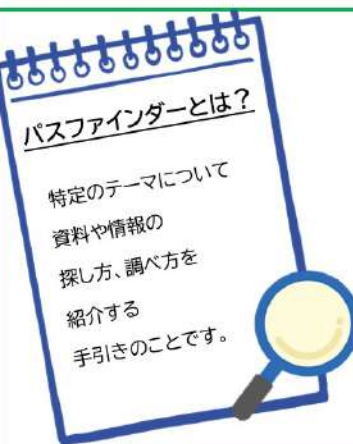 パスファインダーとは？
特定のテーマについて
資料や情報の
探し方、調べ方を
紹介する
手引きのことです。